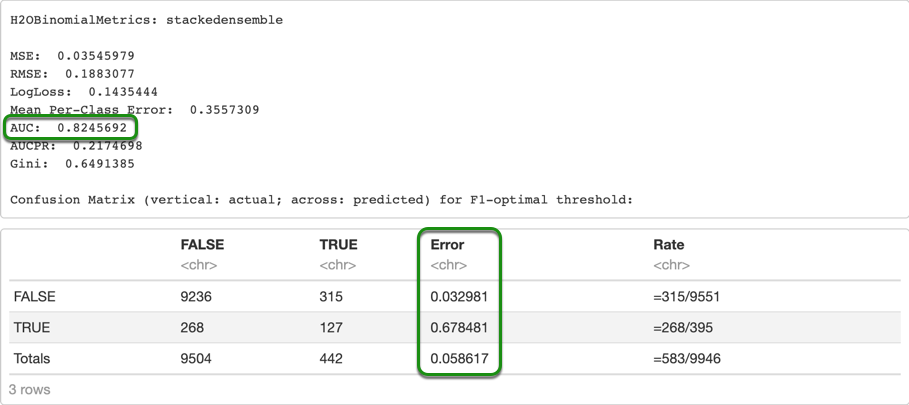 H2OBinomialMetrics: stackedensemble
MSE:  0.03545979
RMSE:  0.1883077
LogLoss:  0.1435444
Mean Per-Class Error:  0.3557309
AUC:  0.8245692
AUCPR:  0.2174698
Gini:  0.6491385
Confusion Matrix (vertical: actual; across: predicted) for F1-optimal threshold:
FALSE TRUE Error Rate
<chr> <chr> <chr> <chr>
FALSE 9236 315 0.032981 =315/9551
TRUE 268 127 0.678481 =268/395
Totals 9504 442 0.058617 =583/9946
3 rows